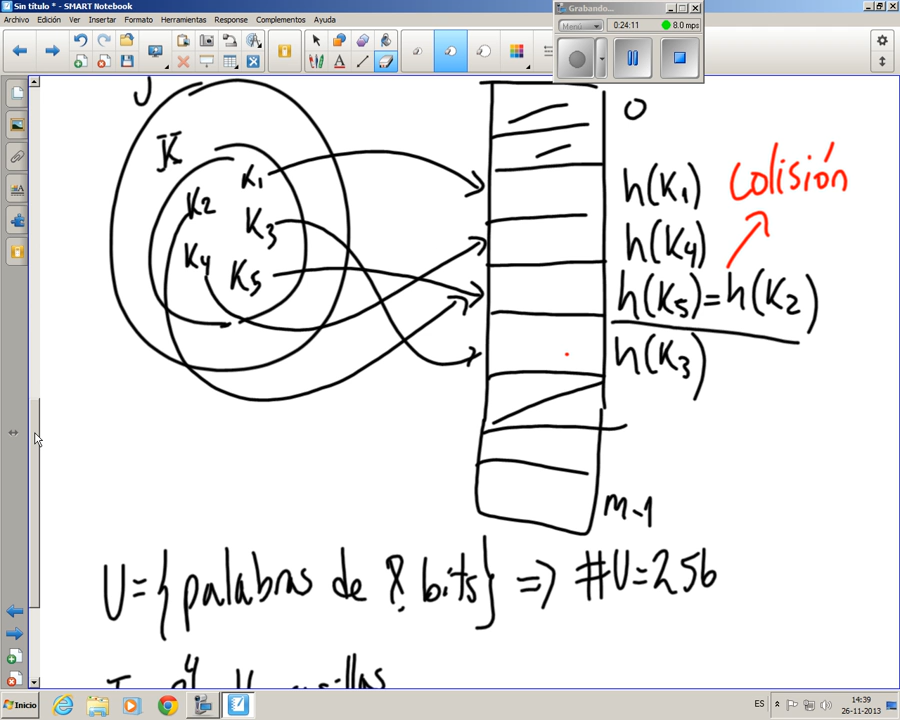 Sin título * - SMART Notebook
Grabando...
Archivo Edición Ver Insertar Formato Herramientas Response Complementos Ayuda
Menú
0:24:11
8.0 mps
U
0
K
K1
K2
K3
K4
K5
h(K1)
colisión
h(K4)
h(K5)=h(K2)
h(K3)
m-1
U={palabras de 8 bits} => #U=256
4
Inicio
ES
14:39
26-11-2013